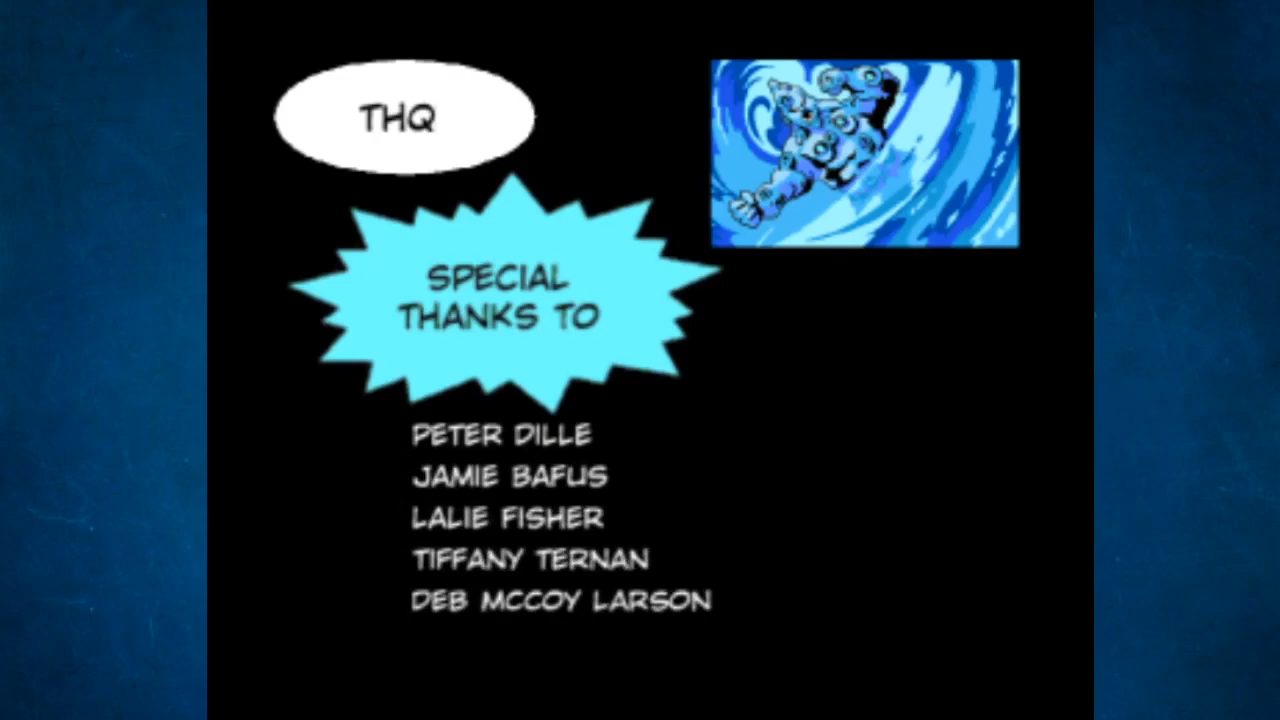 THQ
SPECIAL
THANKS TO
PETER DILLE
JAMIE BAFUS
LALIE FISHER
TIFFANY TERNAN
DEB MCCOY LARSON